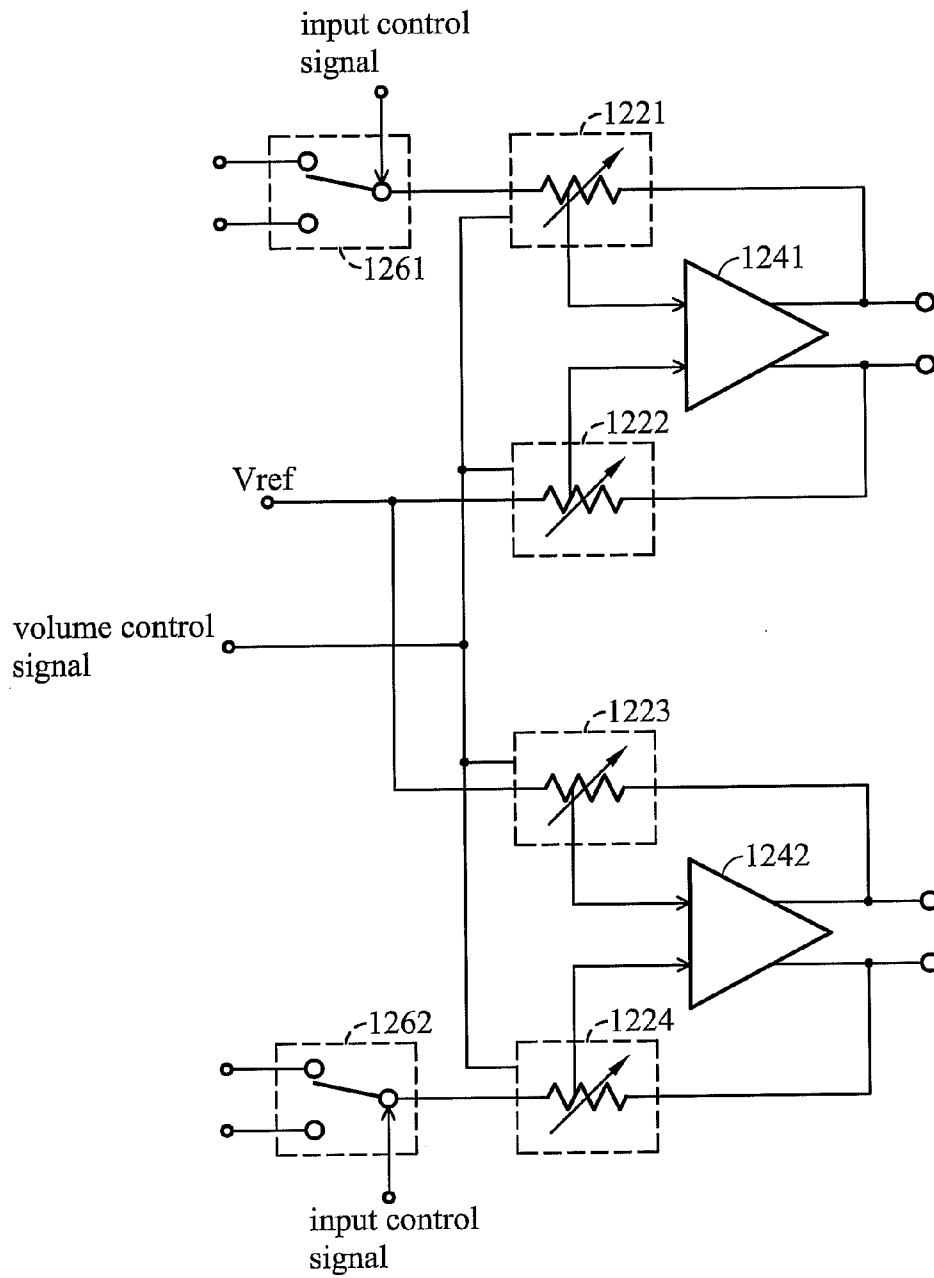 input control
signal
1221
1261
1241
1222
Vref
volume control
signal
1223
1242
1262
1224
input control
signal